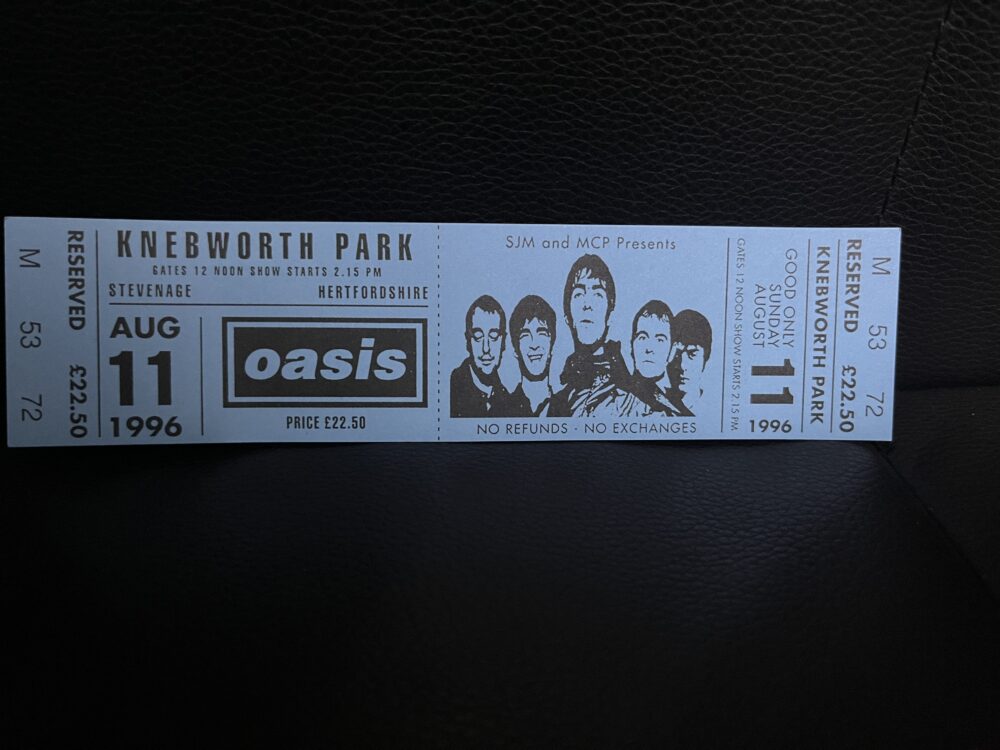 M 53 72
RESERVED £22.50
KNEBWORTH PARK
GATES 12 NOON SHOW STARTS 2.15 PM
STEVENAGE HERTFORDSHIRE
AUG
11
1996
oasis
PRICE £22.50
SJM and MCP Presents
NO REFUNDS - NO EXCHANGES
GATES 12 NOON SHOW STARTS 2.15 PM
GOOD ONLY
SUNDAY
AUGUST
11
1996
KNEBWORTH PARK
RESERVED £22.50
M 53 72